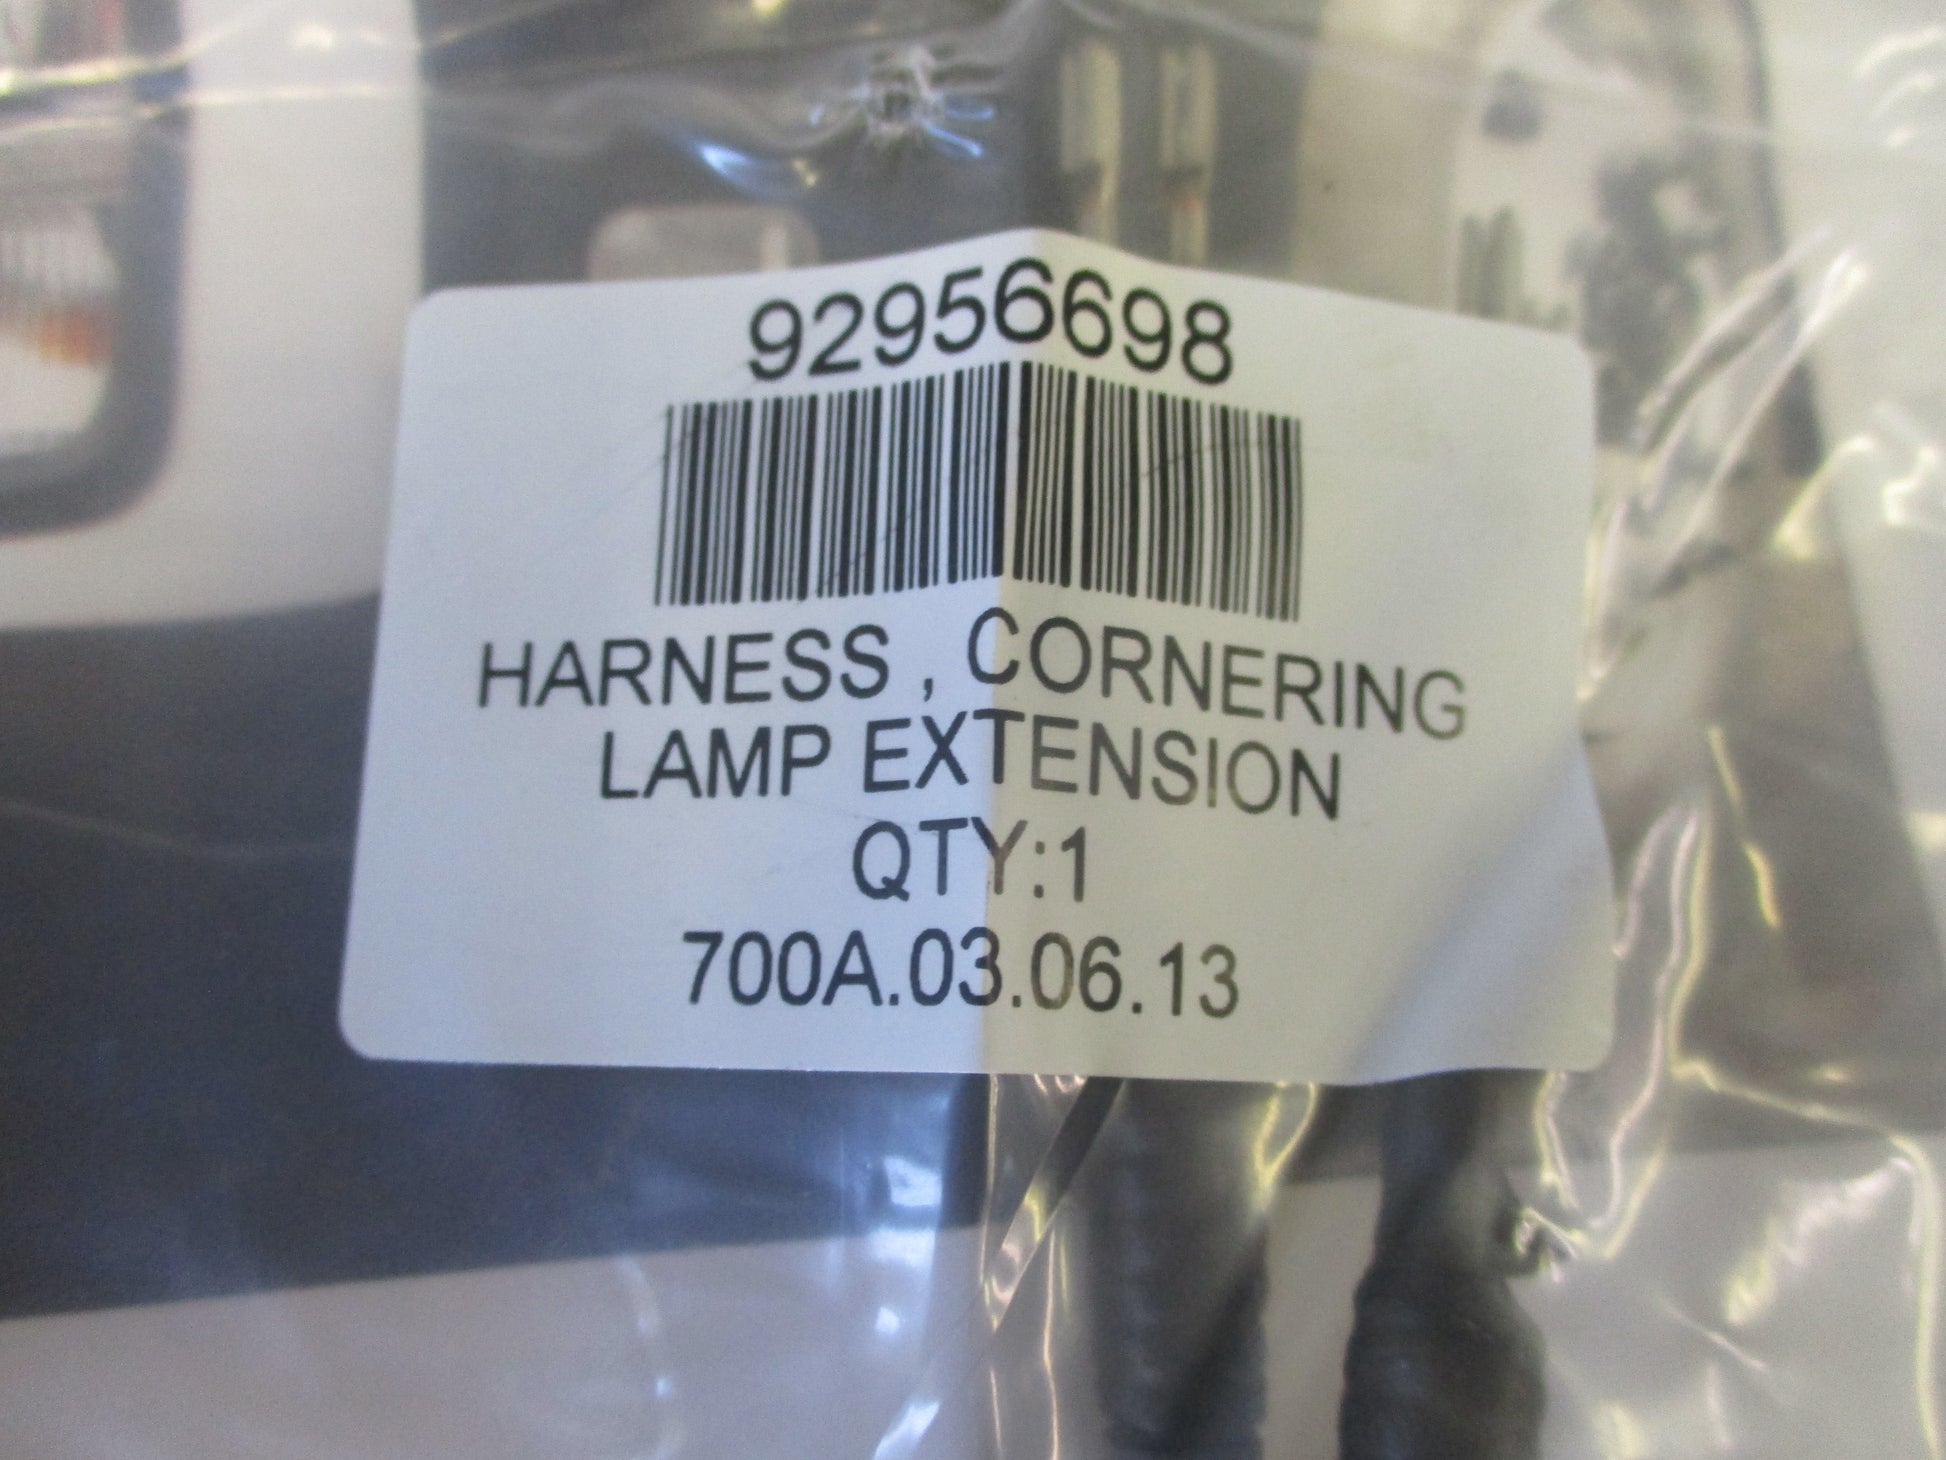 92956698
HARNESS , CORNERING
LAMP EXTENSION
QTY:1
700A.03.06.13